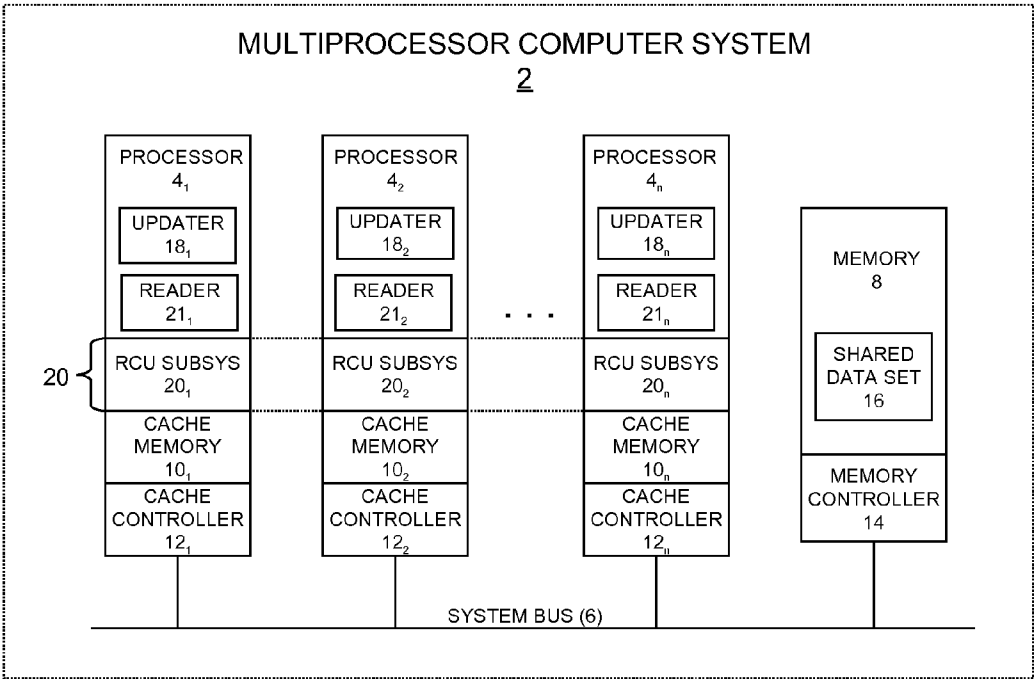 MULTIPROCESSOR COMPUTER SYSTEM
2
PROCESSOR
4₁
UPDATER
18₁
READER
21₁
RCU SUBSYS
20₁
CACHE
MEMORY
10₁
CACHE
CONTROLLER
12₁
PROCESSOR
4₂
UPDATER
18₂
READER
21₂
RCU SUBSYS
20₂
CACHE
MEMORY
10₂
CACHE
CONTROLLER
12₂
. . .
PROCESSOR
4ₙ
UPDATER
18ₙ
READER
21ₙ
RCU SUBSYS
20ₙ
CACHE
MEMORY
10ₙ
CACHE
CONTROLLER
12ₙ
MEMORY
8
SHARED
DATA SET
16
MEMORY
CONTROLLER
14
20
SYSTEM BUS (6)